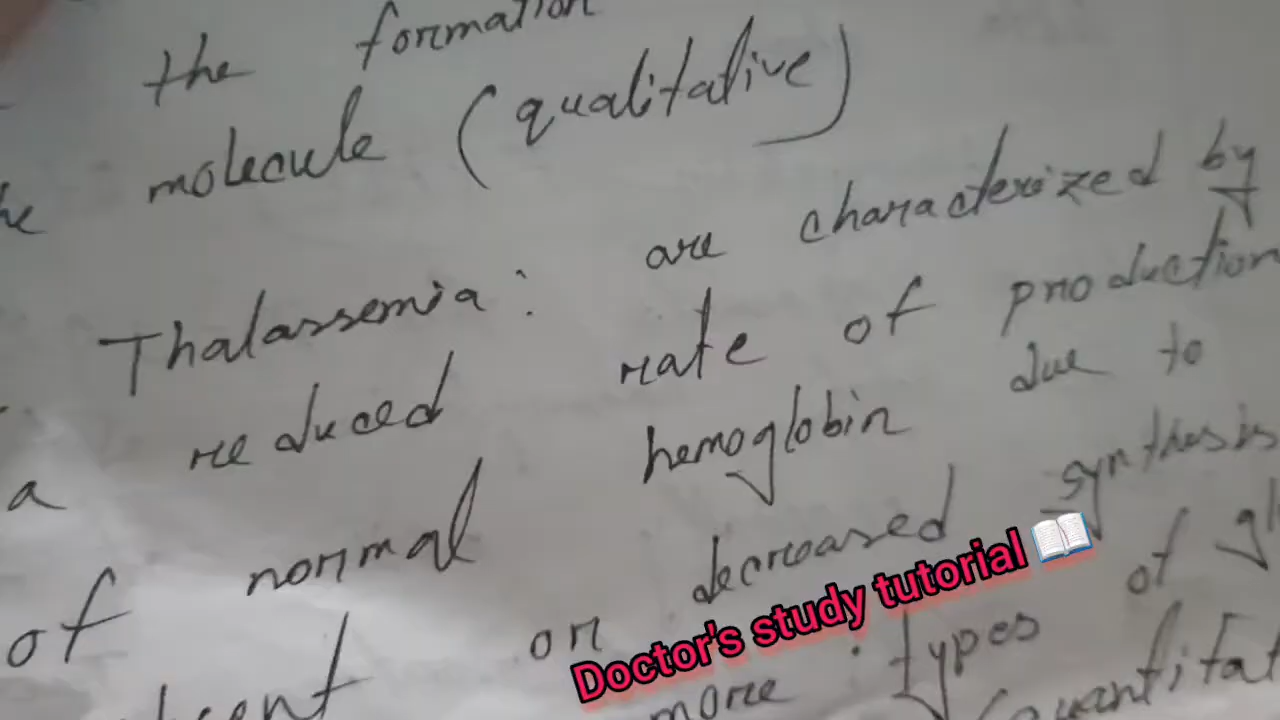 the formation
molecule (qualitative)
Thalassemia: are characterized by
a reduced rate of production
of normal hemoglobin due to
or decreased synthesis
more types of
Doctor's study tutorial 📖